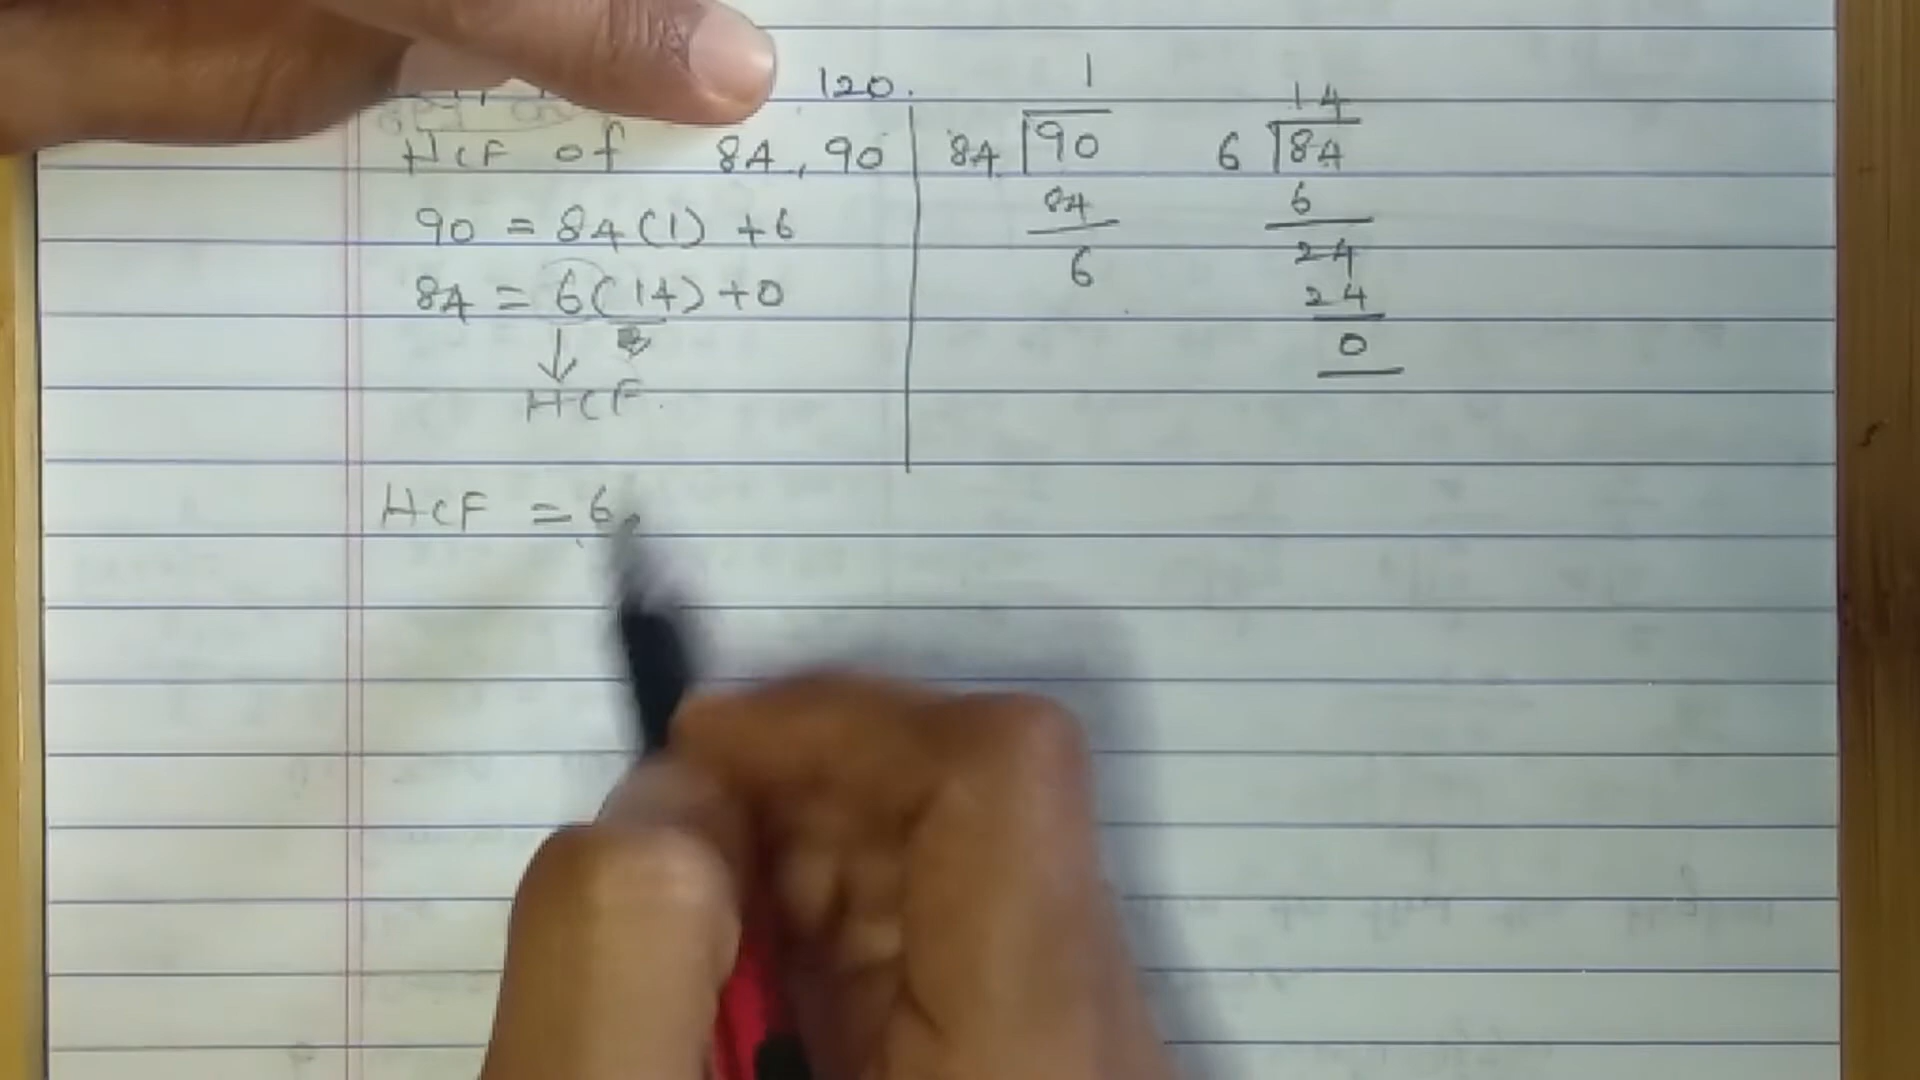 120.
HCF of 84, 90
90 = 84(1) + 6
84 = 6(14) + 0
↓
HCF.
HCF = 6
1
84 90
84
6
14
6 84
6
24
24
0